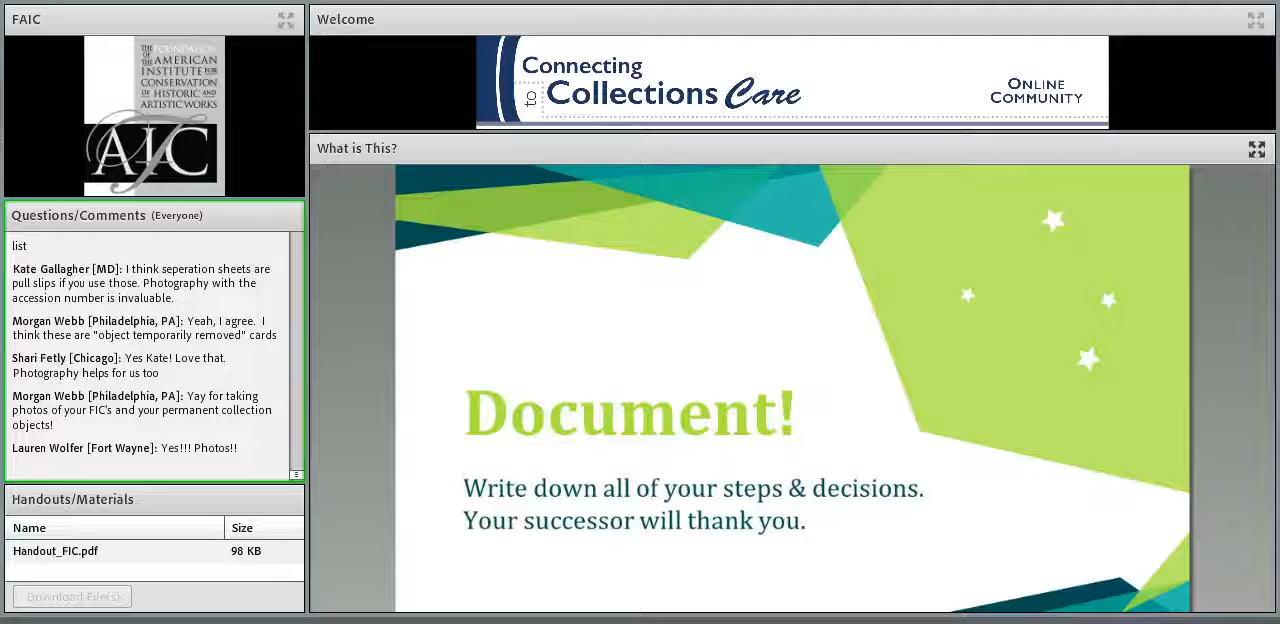 FAIC
THE FOUNDATION
OF THE AMERICAN
INSTITUTE FOR
CONSERVATION
OF HISTORIC AND
ARTISTIC WORKS
AIC
Questions/Comments (Everyone)
list
Kate Gallagher [MD]: I think seperation sheets are
pull slips if you use those. Photography with the
accession number is invaluable.
Morgan Webb [Philadelphia, PA]: Yeah, I agree. I
think these are "object temporarily removed" cards
Shari Fetly [Chicago]: Yes Kate! Love that.
Photography helps for us too
Morgan Webb [Philadelphia, PA]: Yay for taking
photos of your FIC's and your permanent collection
objects!
Lauren Wolfer [Fort Wayne]: Yes!!! Photos!!
Handouts/Materials
Name Size
Handout_FIC.pdf 98 KB
Download File(s)
Welcome
Connecting
to Collections Care
ONLINE
COMMUNITY
What is This?
Document!
Write down all of your steps & decisions.
Your successor will thank you.